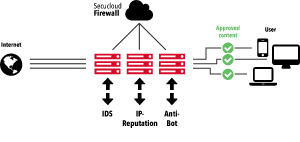 Secucloud
Firewall
Approved
content
User
Internet
IDS
IP-
Reputation
Anti-
Bot